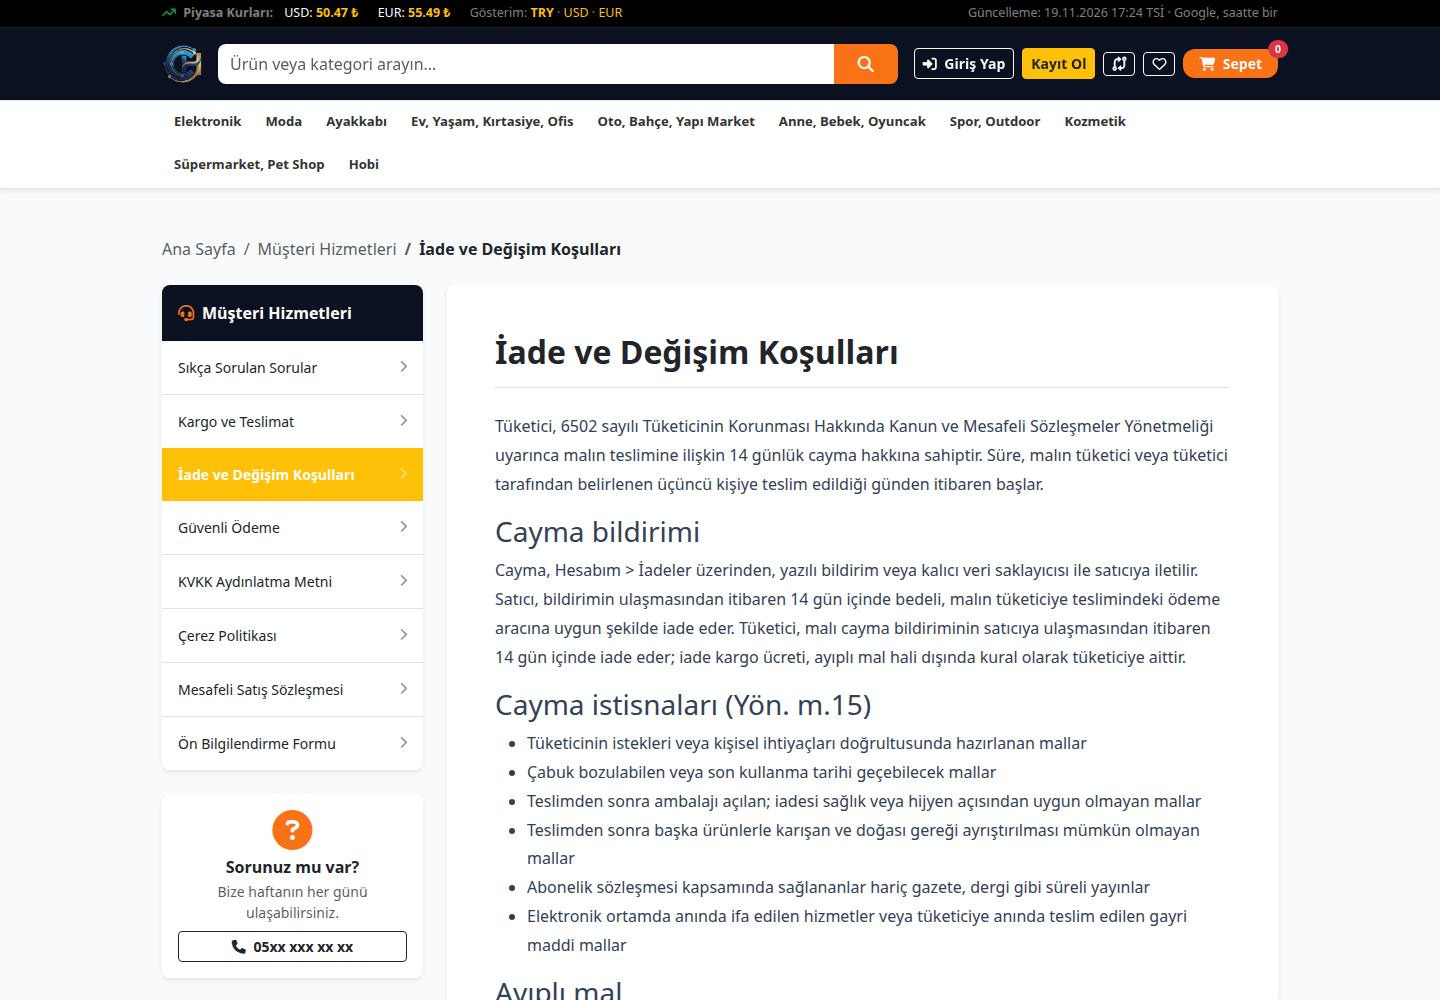 Piyasa Kurları: USD: 50.47 ₺ EUR: 55.49 ₺ Gösterim: TRY · USD · EUR
Güncelleme: 19.11.2026 17:24 TSİ · Google, saatte bir
Ürün veya kategori arayın...
Giriş Yap
Kayıt Ol
Sepet
0
Elektronik Moda Ayakkabı Ev, Yaşam, Kırtasiye, Ofis Oto, Bahçe, Yapı Market Anne, Bebek, Oyuncak Spor, Outdoor Kozmetik
Süpermarket, Pet Shop Hobi
Ana Sayfa / Müşteri Hizmetleri / İade ve Değişim Koşulları
Müşteri Hizmetleri
Sıkça Sorulan Sorular
Kargo ve Teslimat
İade ve Değişim Koşulları
Güvenli Ödeme
KVKK Aydınlatma Metni
Çerez Politikası
Mesafeli Satış Sözleşmesi
Ön Bilgilendirme Formu
Sorunuz mu var?
Bize haftanın her günü
ulaşabilirsiniz.
05xx xxx xx xx
İade ve Değişim Koşulları
Tüketici, 6502 sayılı Tüketicinin Korunması Hakkında Kanun ve Mesafeli Sözleşmeler Yönetmeliği
uyarınca malın teslimine ilişkin 14 günlük cayma hakkına sahiptir. Süre, malın tüketici veya tüketici
tarafından belirlenen üçüncü kişiye teslim edildiği günden itibaren başlar.
Cayma bildirimi
Cayma, Hesabım > İadeler üzerinden, yazılı bildirim veya kalıcı veri saklayıcısı ile satıcıya iletilir.
Satıcı, bildirimin ulaşmasından itibaren 14 gün içinde bedeli, malın tüketiciye teslimindeki ödeme
aracına uygun şekilde iade eder. Tüketici, malı cayma bildiriminin satıcıya ulaşmasından itibaren
14 gün içinde iade eder; iade kargo ücreti, ayıplı mal hali dışında kural olarak tüketiciye aittir.
Cayma istisnaları (Yön. m.15)
Tüketicinin istekleri veya kişisel ihtiyaçları doğrultusunda hazırlanan mallar
Çabuk bozulabilen veya son kullanma tarihi geçebilecek mallar
Teslimden sonra ambalajı açılan; iadesi sağlık veya hijyen açısından uygun olmayan mallar
Teslimden sonra başka ürünlerle karışan ve doğası gereği ayrıştırılması mümkün olmayan
mallar
Abonelik sözleşmesi kapsamında sağlananlar hariç gazete, dergi gibi süreli yayınlar
Elektronik ortamda anında ifa edilen hizmetler veya tüketiciye anında teslim edilen gayri
maddi mallar
Ayıplı mal